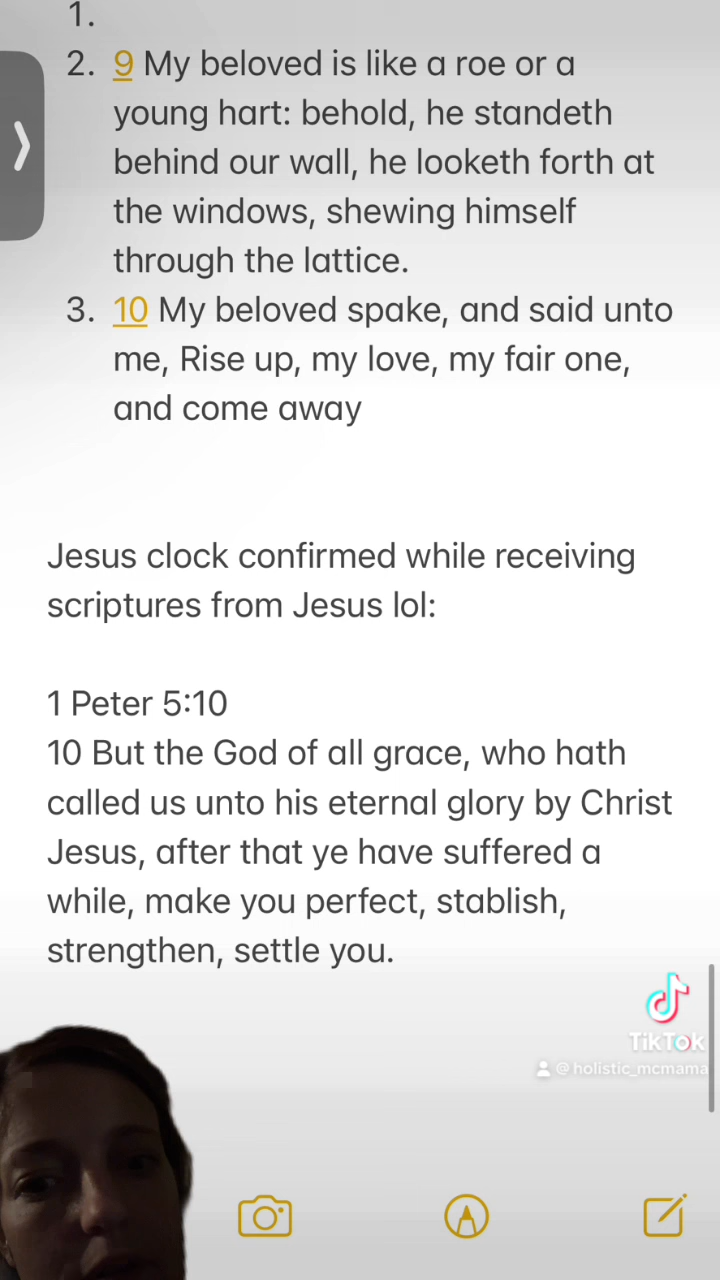 1.
2. 9 My beloved is like a roe or a
young hart: behold, he standeth
behind our wall, he looketh forth at
the windows, shewing himself
through the lattice.
3. 10 My beloved spake, and said unto
me, Rise up, my love, my fair one,
and come away
Jesus clock confirmed while receiving
scriptures from Jesus lol:
1 Peter 5:10
10 But the God of all grace, who hath
called us unto his eternal glory by Christ
Jesus, after that ye have suffered a
while, make you perfect, stablish,
strengthen, settle you.
TikTok
@holistic_mcmama